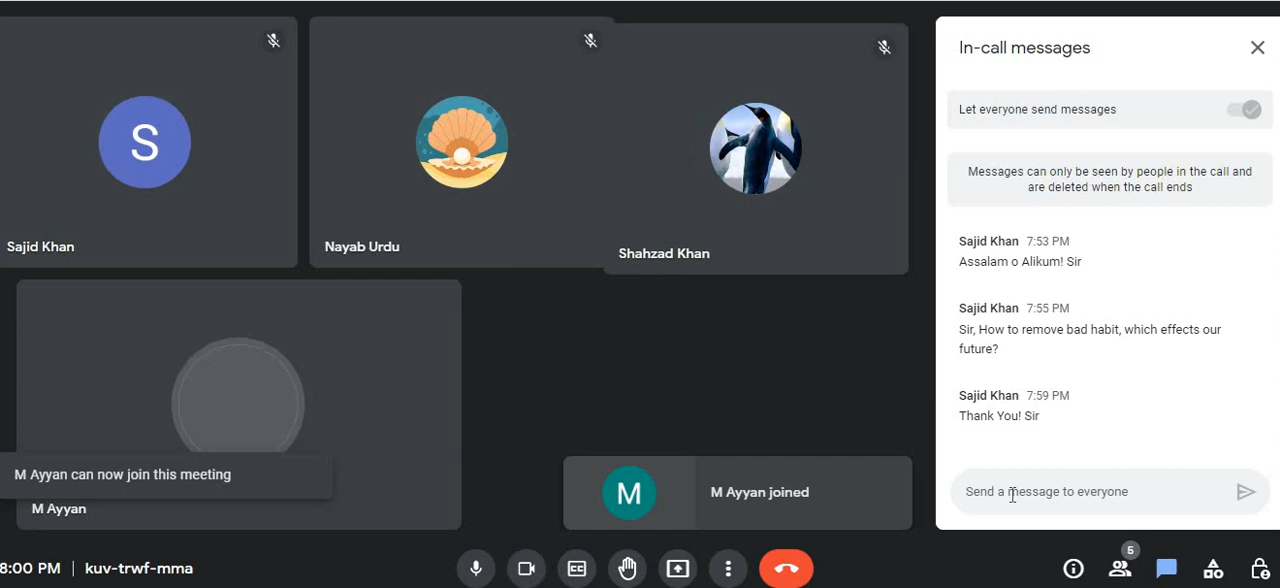 S
Sajid Khan
Nayab Urdu
Shahzad Khan
M Ayyan can now join this meeting
M Ayyan
M
M Ayyan joined
8:00 PM | kuv-trwf-mma
In-call messages
Let everyone send messages
Messages can only be seen by people in the call and
are deleted when the call ends
Sajid Khan 7:53 PM
Assalam o Alikum! Sir
Sajid Khan 7:55 PM
Sir, How to remove bad habit, which effects our
future?
Sajid Khan 7:59 PM
Thank You! Sir
Send a message to everyone
CC
5